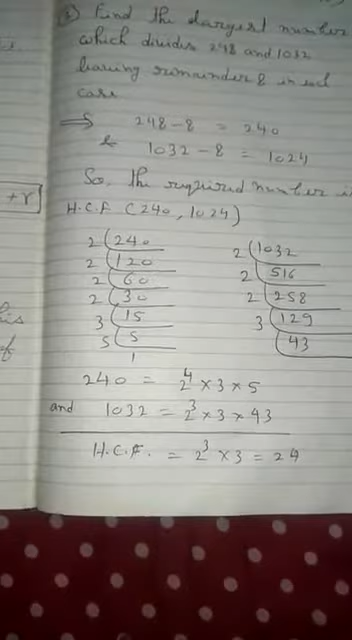 Find the largest number
which divides 248 and 1032
leaving remainder 8 in each
case.
⇒ 248 - 8 = 240
& 1032 - 8 = 1024
So, the required number is
+r
H.C.F (240, 1024)
2 240
2 120
2 60
2 30
3 15
5 5
1
2 1032
2 516
2 258
3 129
43
240 = 2⁴ × 3 × 5
and 1032 = 2³ × 3 × 43
H.C.F. = 2³ × 3 = 24
of